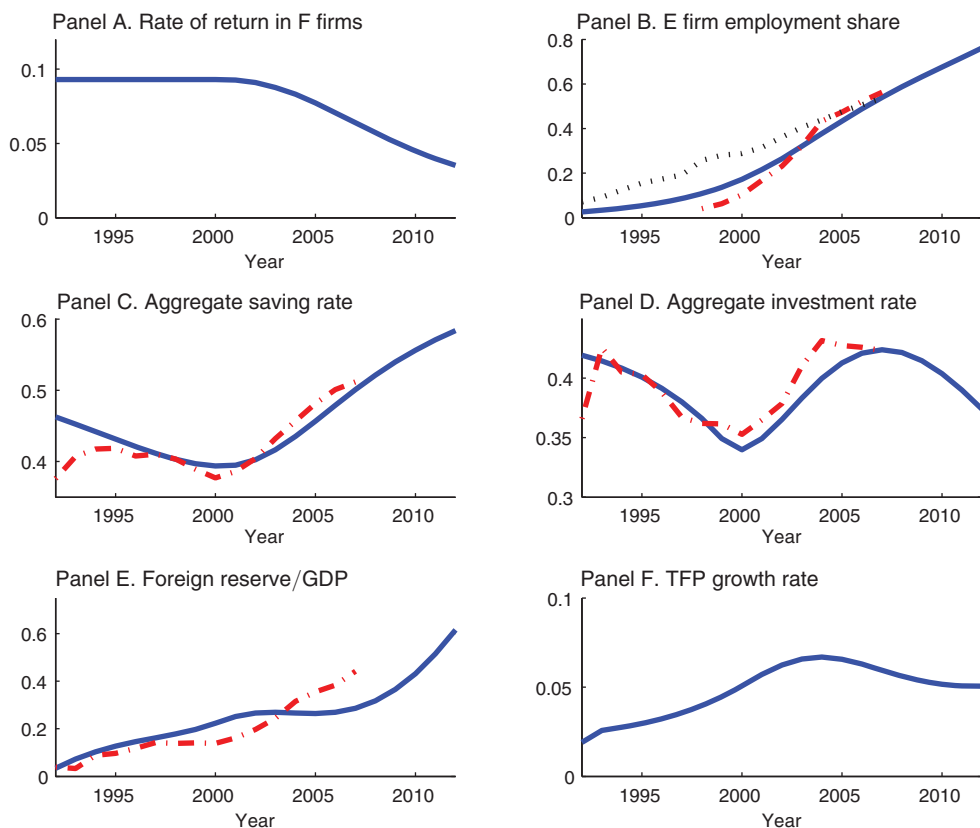 Panel A. Rate of return in F firms
0.1
0.05
0
1995 2000 2005 2010
Year
Panel B. E firm employment share
0.8
0.6
0.4
0.2
0
1995 2000 2005 2010
Year
Panel C. Aggregate saving rate
0.6
0.5
0.4
1995 2000 2005 2010
Year
Panel D. Aggregate investment rate
0.4
0.35
0.3
1995 2000 2005 2010
Year
Panel E. Foreign reserve/GDP
0.6
0.4
0.2
0
1995 2000 2005 2010
Year
Panel F. TFP growth rate
0.1
0.05
0
1995 2000 2005 2010
Year